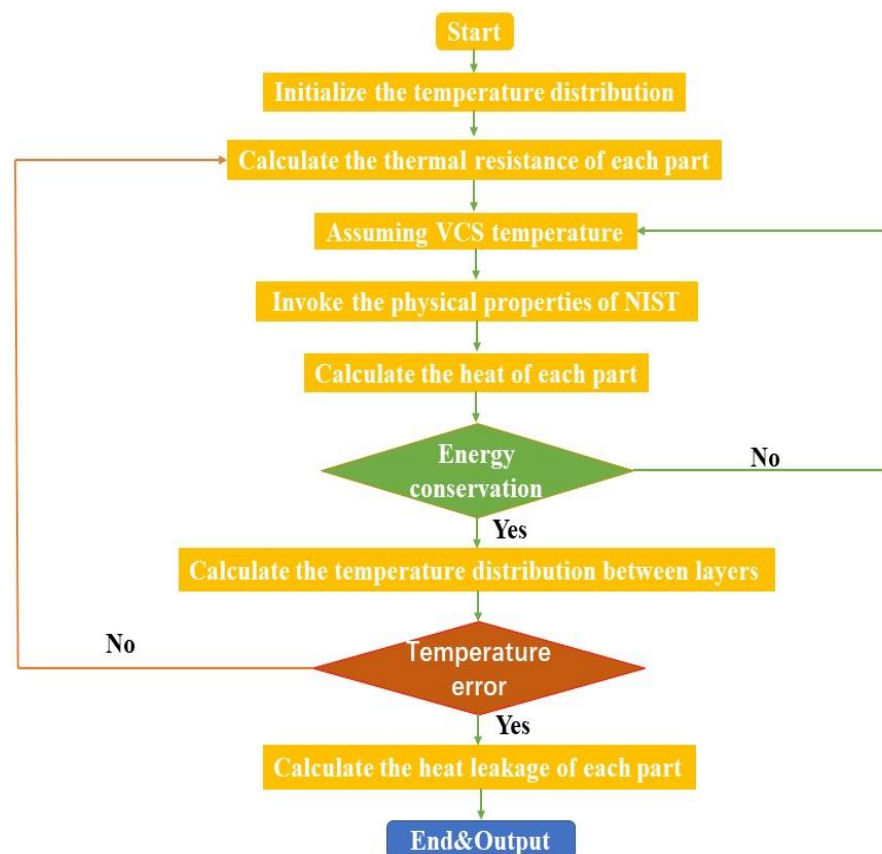 Start
Initialize the temperature distribution
Calculate the thermal resistance of each part
Assuming VCS temperature
Invoke the physical properties of NIST
Calculate the heat of each part
Energy
conservation
No
Yes
Calculate the temperature distribution between layers
No
Temperature
error
Yes
Calculate the heat leakage of each part
End&Output